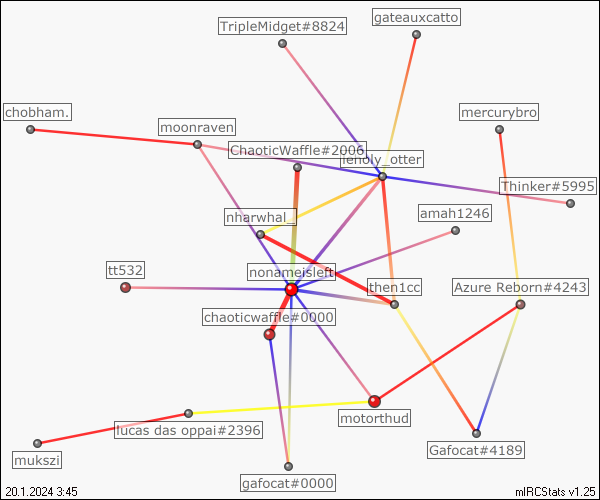 TripleMidget#8824
gateauxcatto
chobham.
mercurybro
moonraven
ChaoticWaffle#2006
lenoly_otter
Thinker#5995
nharwhal_
amah1246
tt532
nonameisleft
then1cc
Azure Reborn#4243
chaoticwaffle#0000
motorthud
lucas das oppai#2396
Gafocat#4189
mukszi
gafocat#0000
20.1.2024 3:45
mIRCStats v1.25